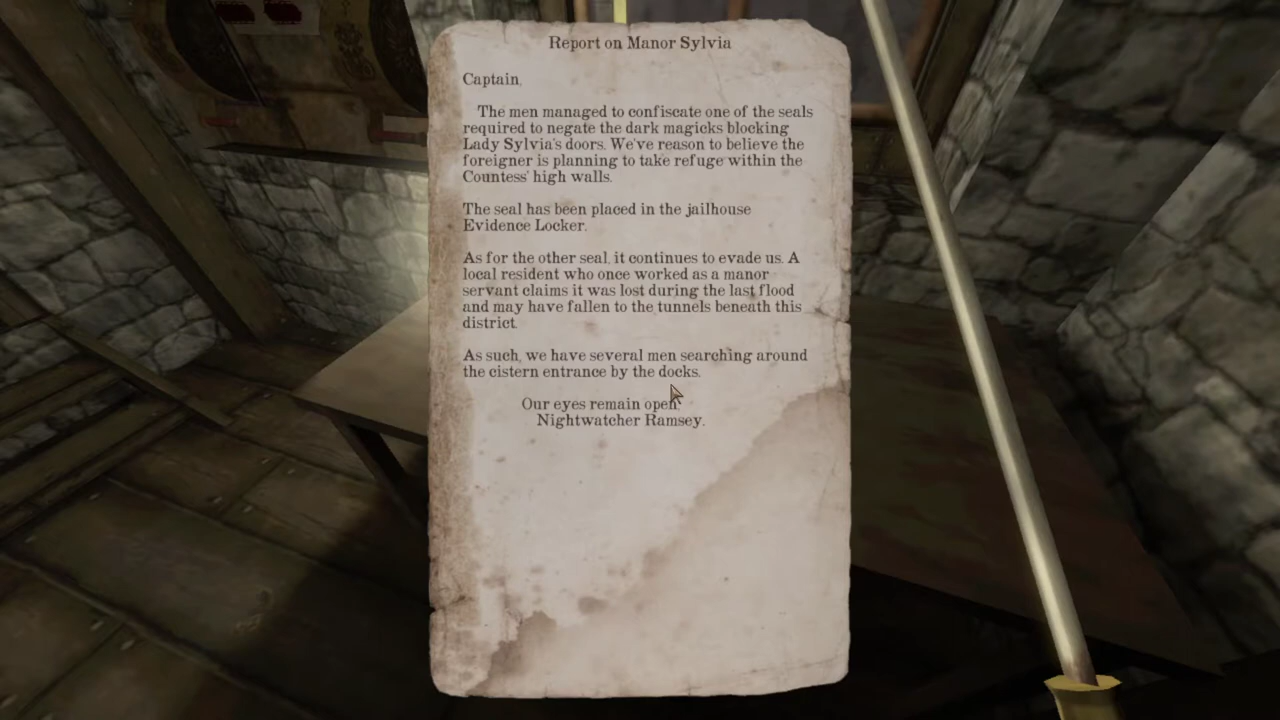 Report on Manor Sylvia
Captain,
The men managed to confiscate one of the seals
required to negate the dark magicks blocking
Lady Sylvia's doors. We've reason to believe the
foreigner is planning to take refuge within the
Countess' high walls.
The seal has been placed in the jailhouse
Evidence Locker.
As for the other seal, it continues to evade us. A
local resident who once worked as a manor
servant claims it was lost during the last flood
and may have fallen to the tunnels beneath this
district.
As such, we have several men searching around
the cistern entrance by the docks.
Our eyes remain open.
Nightwatcher Ramsey.